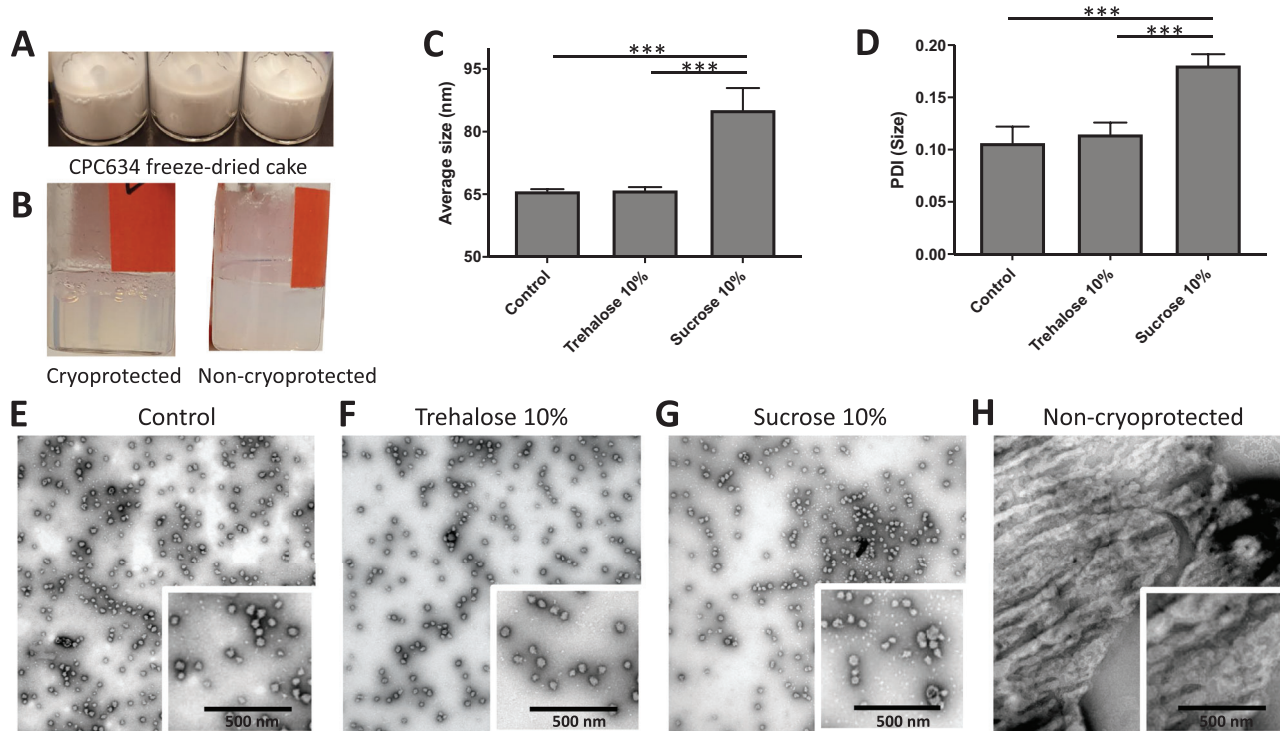 A
CPC634 freeze-dried cake
B
Cryoprotected
Non-cryoprotected
C
***
***
Average size (nm)
95
80
65
50
Control
Trehalose 10%
Sucrose 10%
D
***
***
PDI (Size)
0.20
0.15
0.10
0.05
0.00
Control
Trehalose 10%
Sucrose 10%
E
Control
500 nm
F
Trehalose 10%
500 nm
G
Sucrose 10%
500 nm
H
Non-cryoprotected
500 nm